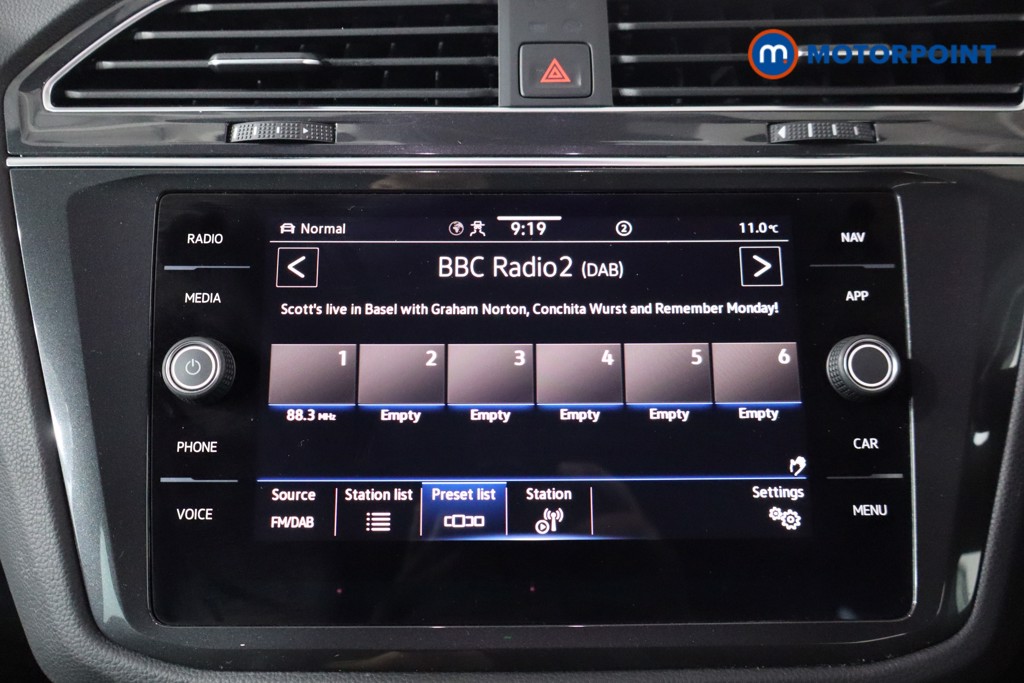 m MOTORPOINT
RADIO
MEDIA
PHONE
VOICE
Normal 9:19 2 11.0°C
< BBC Radio2 (DAB) >
Scott's live in Basel with Graham Norton, Conchita Wurst and Remember Monday!
1 2 3 4 5 6
88.3 MHz Empty Empty Empty Empty Empty
Source Station list Preset list Station Settings
FM/DAB
NAV
APP
CAR
MENU